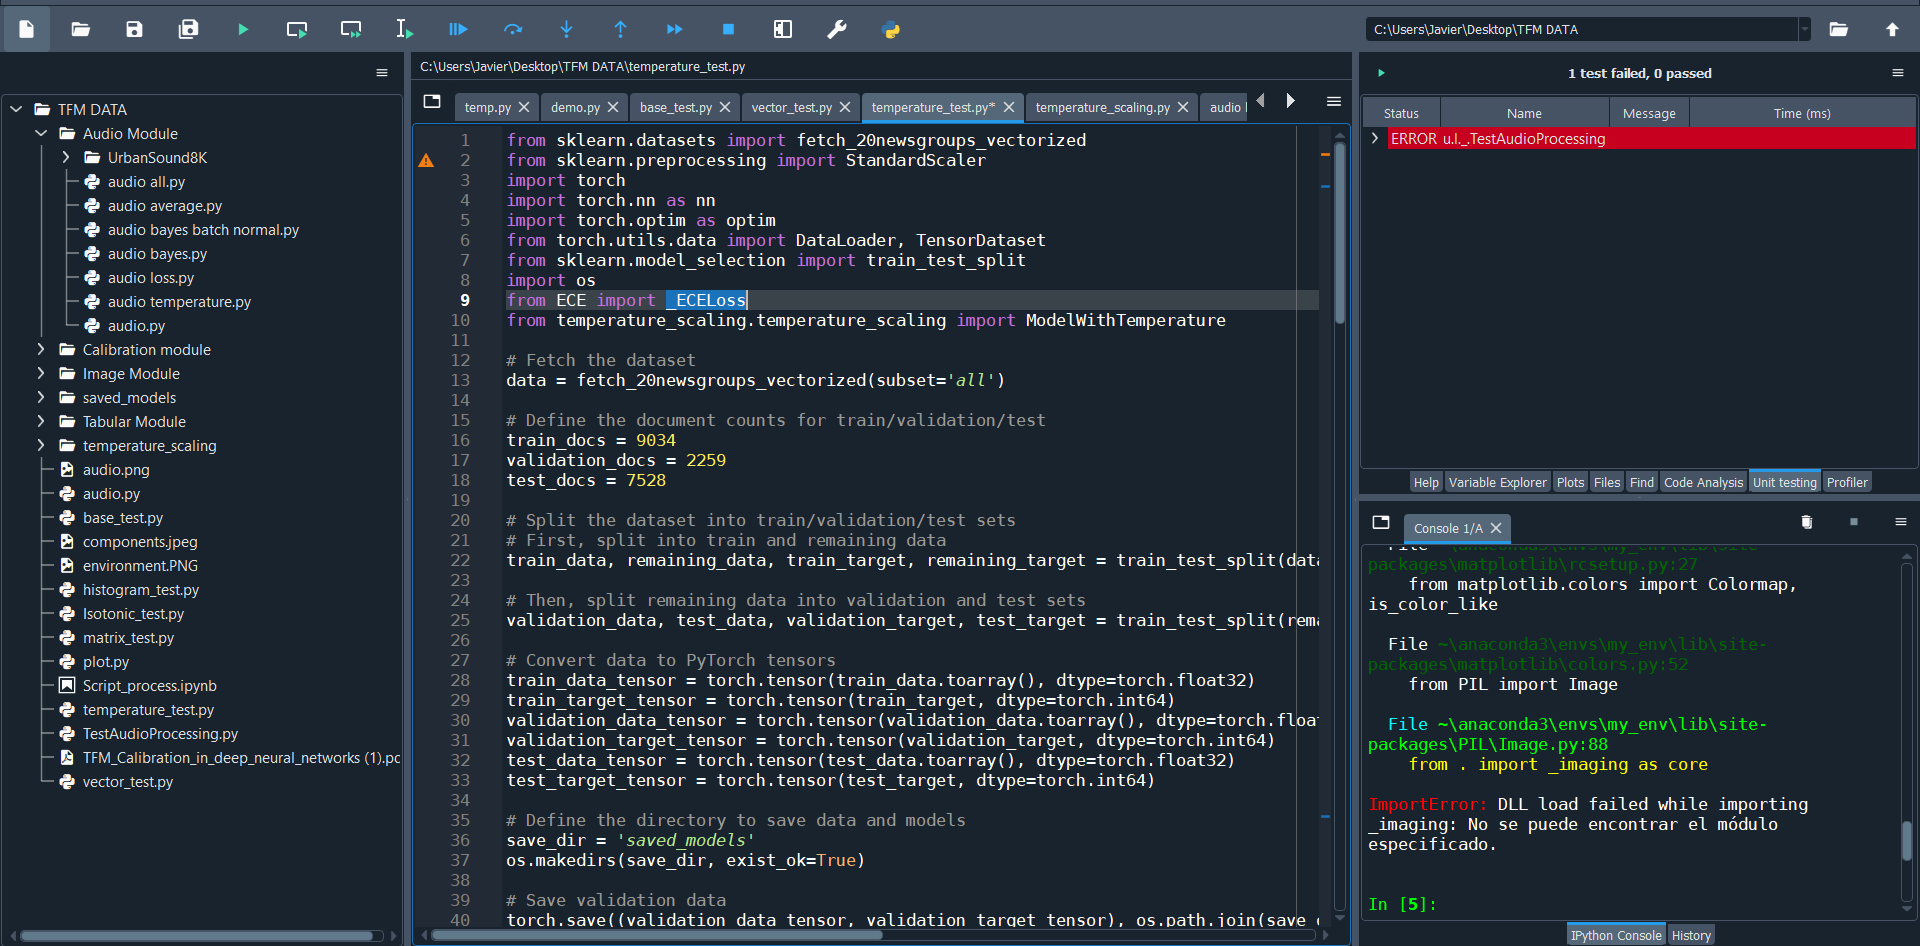 C:\Users\Javier\Desktop\TFM DATA
TFM DATA
Audio Module
UrbanSound8K
audio all.py
audio average.py
audio bayes batch normal.py
audio bayes.py
audio loss.py
audio temperature.py
audio.py
Calibration module
Image Module
saved_models
Tabular Module
temperature_scaling
audio.png
audio.py
base_test.py
components.jpeg
environment.PNG
histogram_test.py
Isotonic_test.py
matrix_test.py
plot.py
Script_process.ipynb
temperature_test.py
TestAudioProcessing.py
TFM_Calibration_in_deep_neural_networks (1).pc
vector_test.py
C:\Users\Javier\Desktop\TFM DATA\temperature_test.py
temp.py demo.py base_test.py vector_test.py temperature_test.py* temperature_scaling.py audio
1 from sklearn.datasets import fetch_20newsgroups_vectorized
2 from sklearn.preprocessing import StandardScaler
3 import torch
4 import torch.nn as nn
5 import torch.optim as optim
6 from torch.utils.data import DataLoader, TensorDataset
7 from sklearn.model_selection import train_test_split
8 import os
9 from ECE import _ECELoss
10 from temperature_scaling.temperature_scaling import ModelWithTemperature
11
12 # Fetch the dataset
13 data = fetch_20newsgroups_vectorized(subset='all')
14
15 # Define the document counts for train/validation/test
16 train_docs = 9034
17 validation_docs = 2259
18 test_docs = 7528
19
20 # Split the dataset into train/validation/test sets
21 # First, split into train and remaining data
22 train_data, remaining_data, train_target, remaining_target = train_test_split(data
23
24 # Then, split remaining data into validation and test sets
25 validation_data, test_data, validation_target, test_target = train_test_split(rema
26
27 # Convert data to PyTorch tensors
28 train_data_tensor = torch.tensor(train_data.toarray(), dtype=torch.float32)
29 train_target_tensor = torch.tensor(train_target, dtype=torch.int64)
30 validation_data_tensor = torch.tensor(validation_data.toarray(), dtype=torch.float
31 validation_target_tensor = torch.tensor(validation_target, dtype=torch.int64)
32 test_data_tensor = torch.tensor(test_data.toarray(), dtype=torch.float32)
33 test_target_tensor = torch.tensor(test_target, dtype=torch.int64)
34
35 # Define the directory to save data and models
36 save_dir = 'saved_models'
37 os.makedirs(save_dir, exist_ok=True)
38
39 # Save validation data
40 torch.save((validation_data_tensor, validation_target_tensor), os.path.join(save_d
1 test failed, 0 passed
Status Name Message Time (ms)
ERROR u.l._.TestAudioProcessing
Help Variable Explorer Plots Files Find Code Analysis Unit testing Profiler
Console 1/A
File ~\anaconda3\envs\my_env\lib\site-
packages\matplotlib\rcsetup.py:27
from matplotlib.colors import Colormap,
is_color_like
File ~\anaconda3\envs\my_env\lib\site-
packages\matplotlib\colors.py:52
from PIL import Image
File ~\anaconda3\envs\my_env\lib\site-
packages\PIL\Image.py:88
from . import _imaging as core
ImportError: DLL load failed while importing
_imaging: No se puede encontrar el módulo
especificado.
In [5]:
IPython Console History